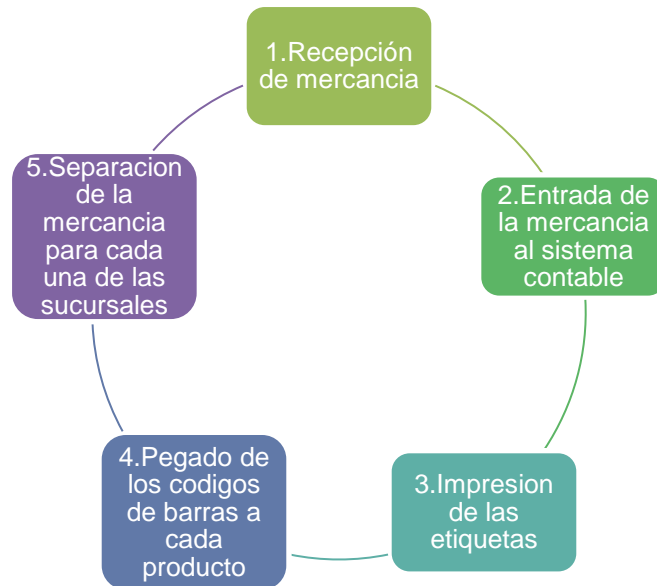 1.Recepción
de mercancia
2.Entrada de
la mercancia
al sistema
contable
3.Impresion
de las
etiquetas
4.Pegado de
los codigos
de barras a
cada
producto
5.Separacion
de la
mercancia
para cada
una de las
sucursales